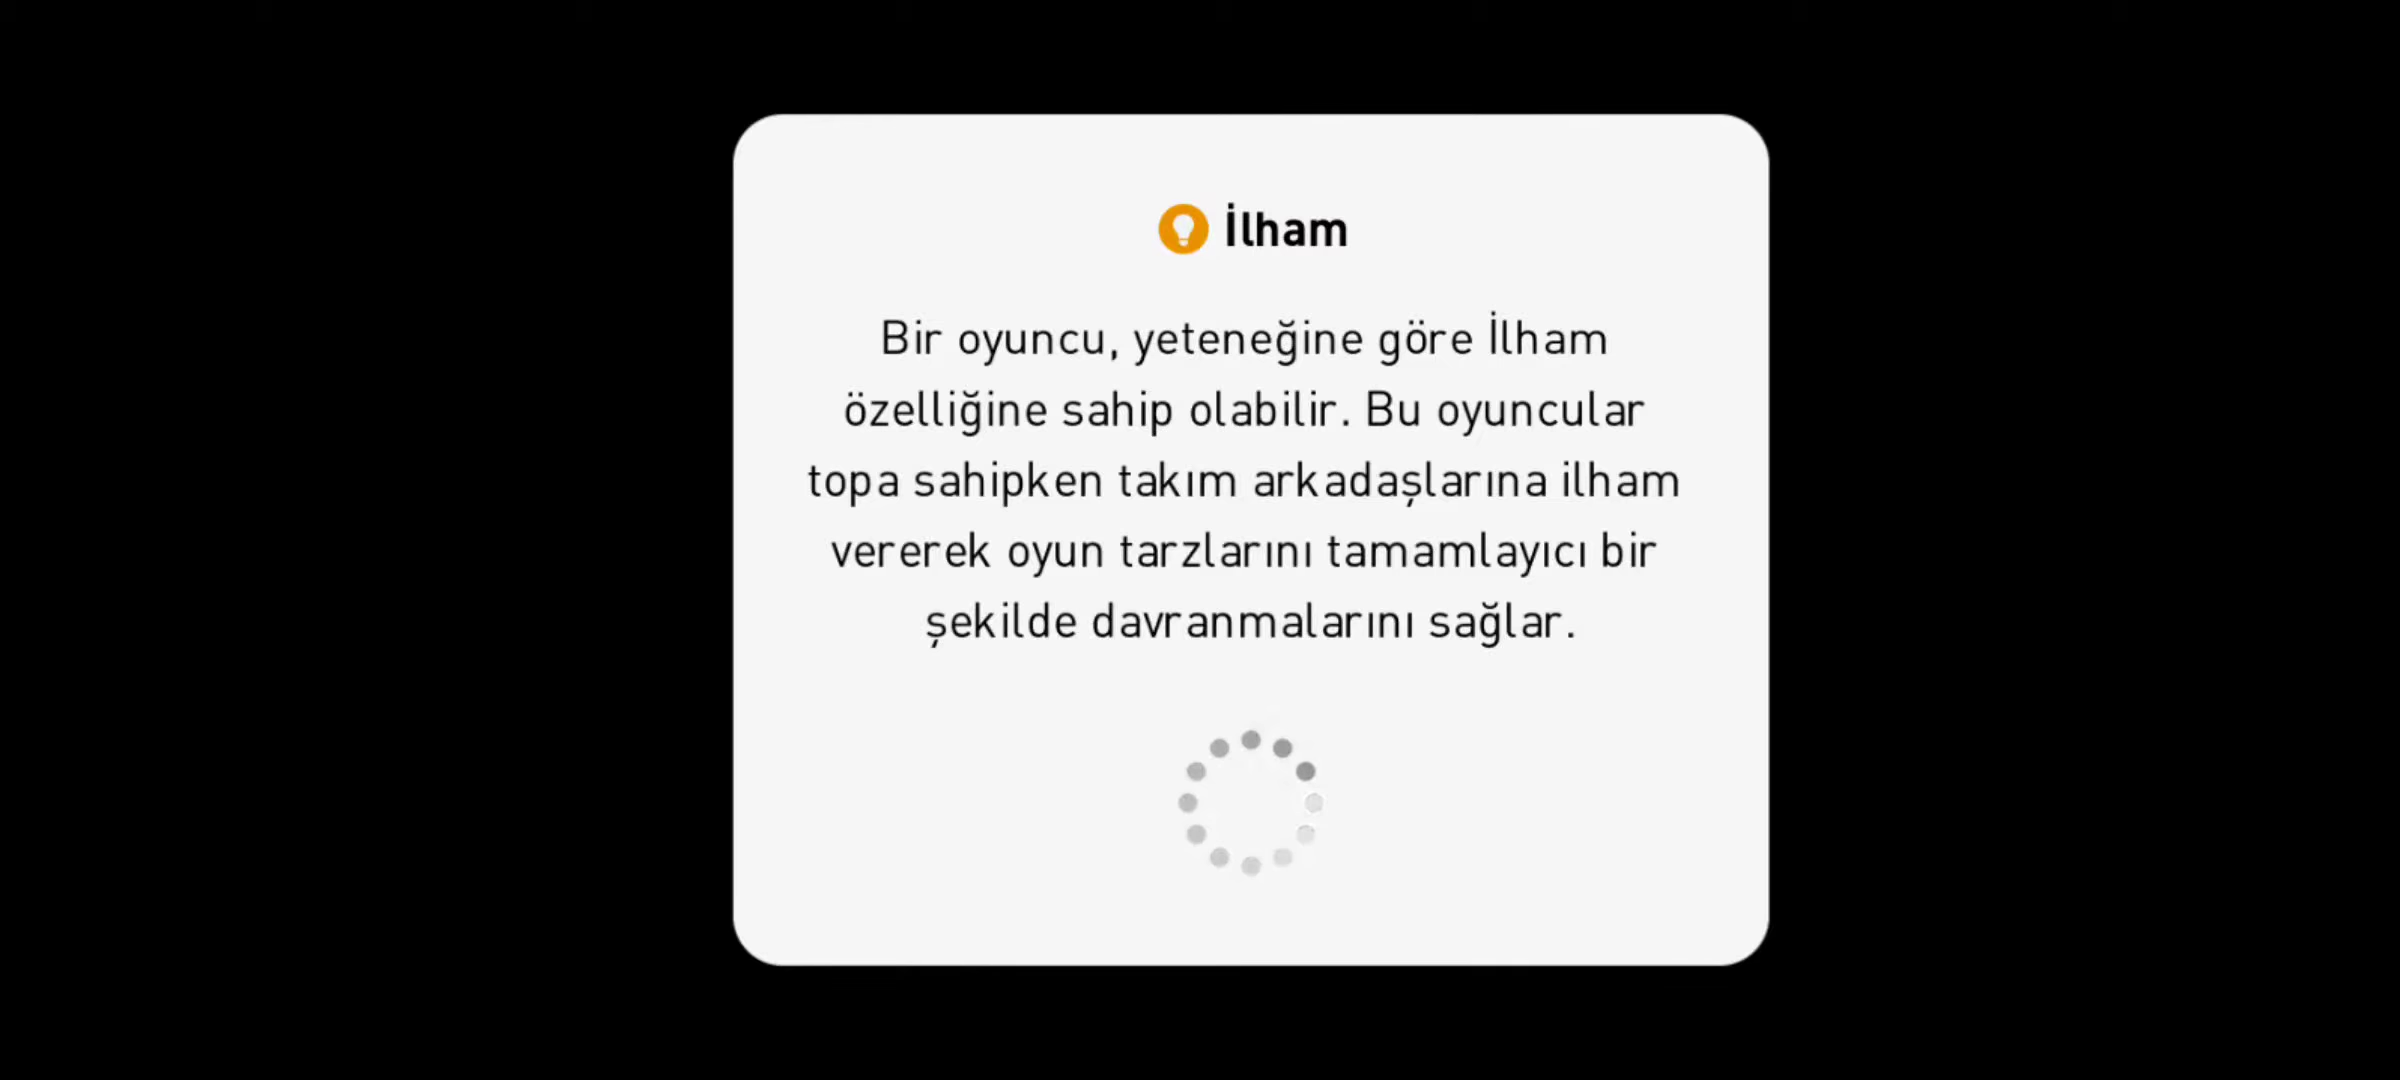 İlham
Bir oyuncu, yeteneğine göre İlham
özelliğine sahip olabilir. Bu oyuncular
topa sahipken takım arkadaşlarına ilham
vererek oyun tarzlarını tamamlayıcı bir
şekilde davranmalarını sağlar.